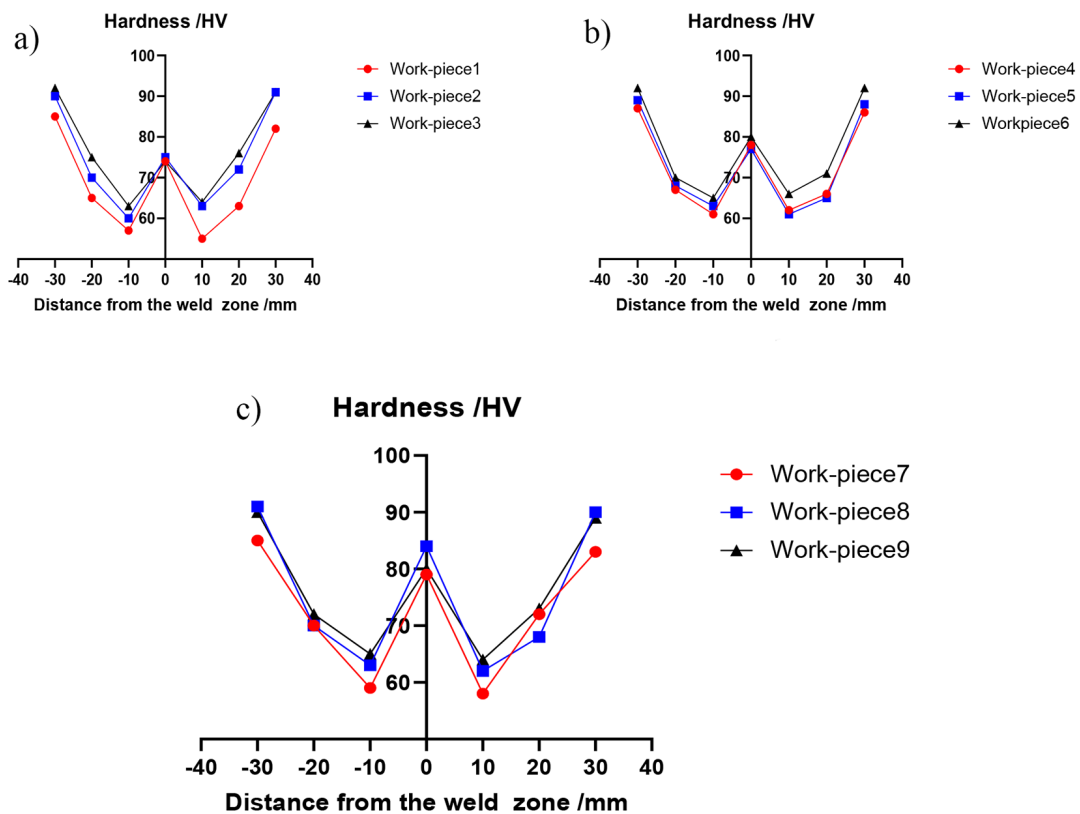 a)
Hardness /HV
100
90
80
70
60
-40 -30 -20 -10 0 10 20 30 40
Distance from the weld  zone /mm
Work-piece1
Work-piece2
Work-piece3
b)
Hardness /HV
100
90
80
70
60
-40 -30 -20 -10 0 10 20 30 40
Distance from the weld  zone /mm
Work-piece4
Work-piece5
Workpiece6
c)
Hardness /HV
100
90
80
70
60
-40 -30 -20 -10 0 10 20 30 40
Distance from the weld  zone /mm
Work-piece7
Work-piece8
Work-piece9